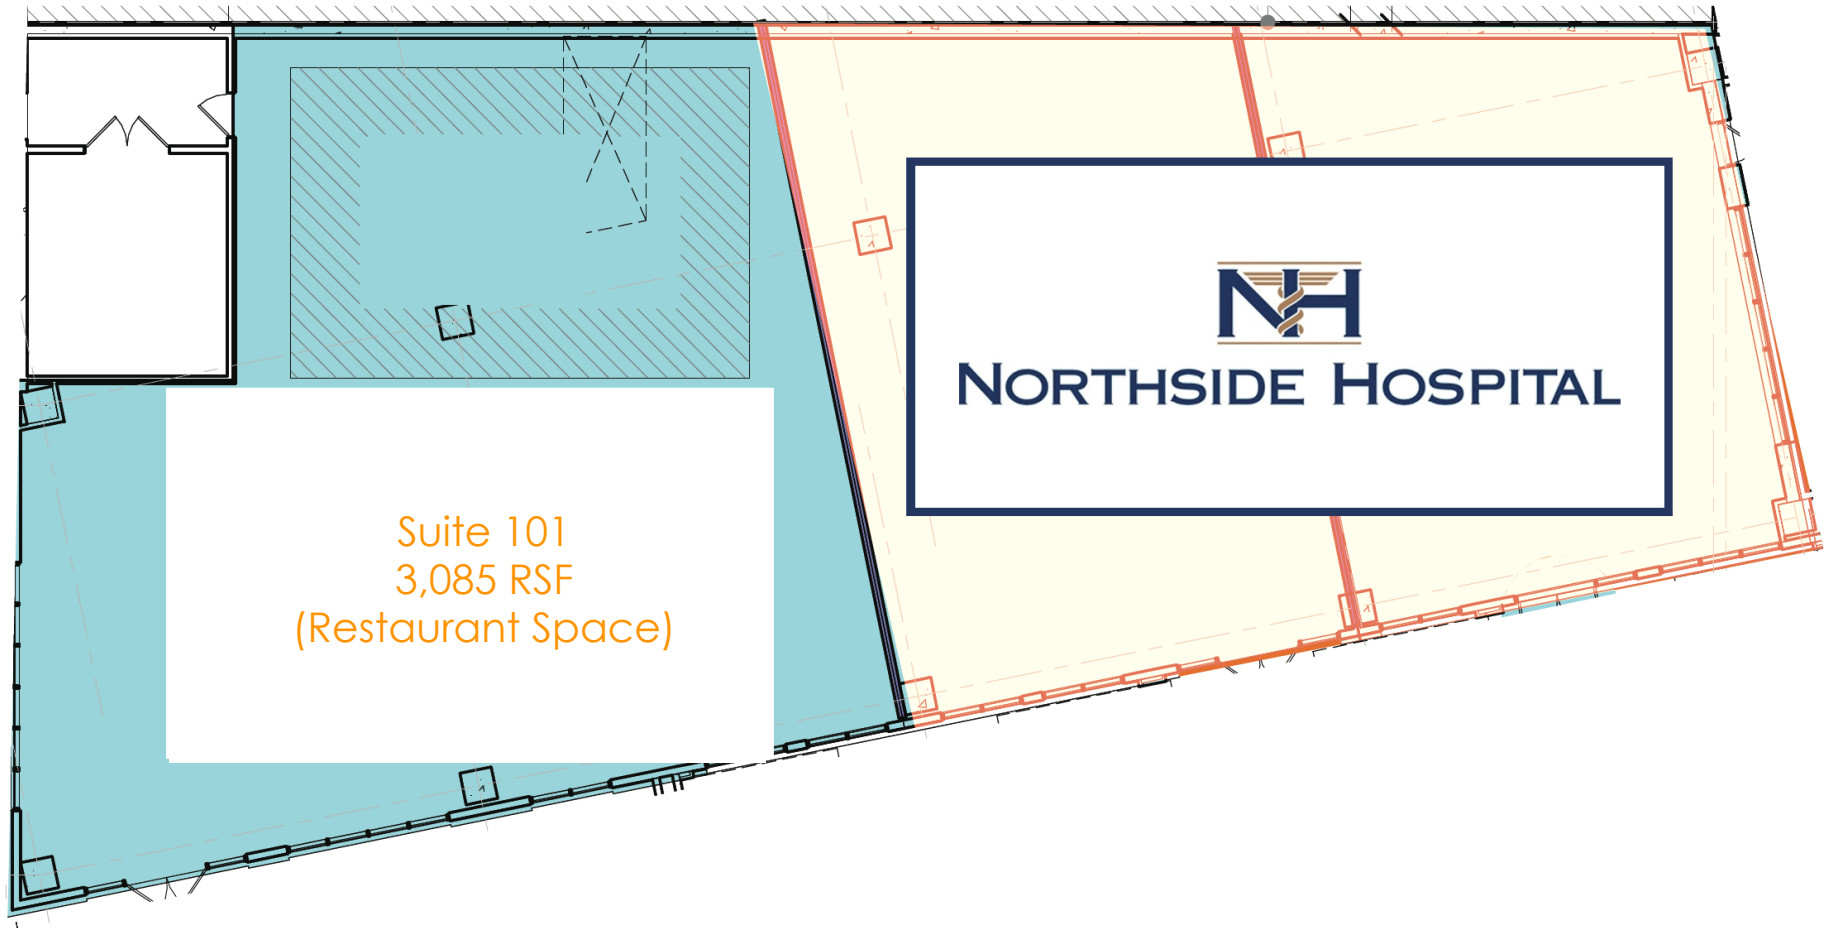 NH
NORTHSIDE HOSPITAL
Suite 101
3,085 RSF
(Restaurant Space)